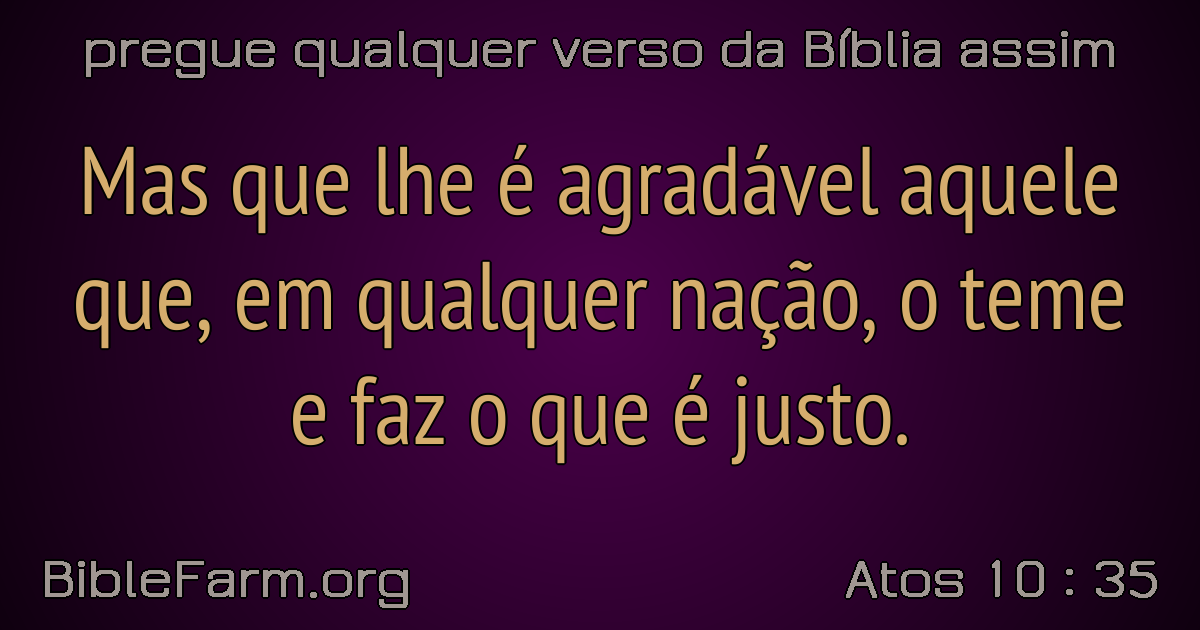 pregue qualquer verso da Bíblia assim
Mas que lhe é agradável aquele
que, em qualquer nação, o teme
e faz o que é justo.
BibleFarm.org
Atos 10 : 35